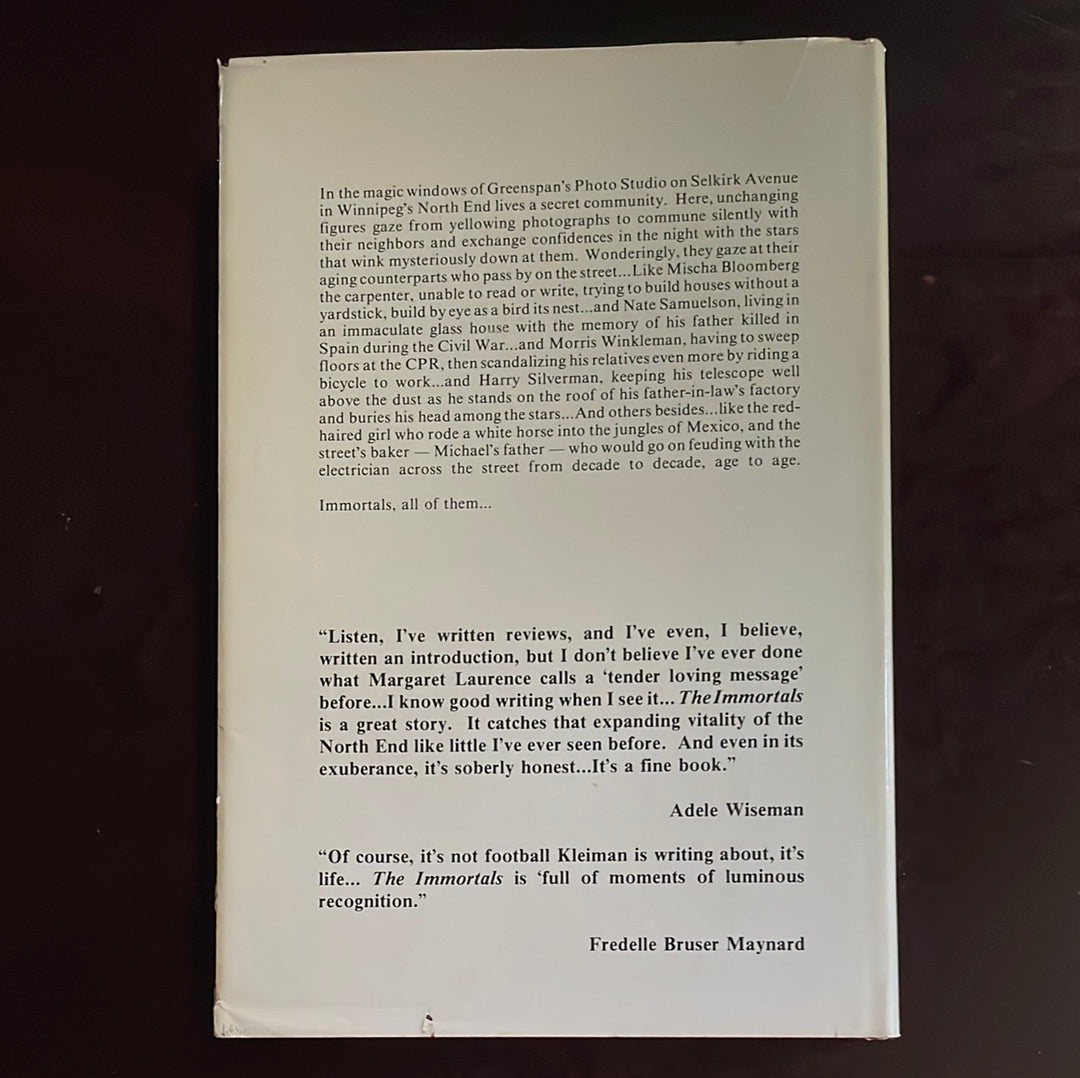 In the magic windows of Greenspan's Photo Studio on Selkirk Avenue
in Winnipeg's North End lives a secret community. Here, unchanging
figures gaze from yellowing photographs to commune silently with
their neighbors and exchange confidences in the night with the stars
that wink mysteriously down at them. Wonderingly, they gaze at their
aging counterparts who pass by on the street...Like Mischa Bloomberg
the carpenter, unable to read or write, trying to build houses without a
yardstick, build by eye as a bird its nest...and Nate Samuelson, living in
an immaculate glass house with the memory of his father killed in
Spain during the Civil War...and Morris Winkleman, having to sweep
floors at the CPR, then scandalizing his relatives even more by riding a
bicycle to work...and Harry Silverman, keeping his telescope well
above the dust as he stands on the roof of his father-in-law's factory
and buries his head among the stars...And others besides...like the red-
haired girl who rode a white horse into the jungles of Mexico, and the
street's baker — Michael's father — who would go on feuding with the
electrician across the street from decade to decade, age to age.
Immortals, all of them...
“Listen, I've written reviews, and I've even, I believe,
written an introduction, but I don't believe I've ever done
what Margaret Laurence calls a ‘tender loving message’
before...I know good writing when I see it... The Immortals
is a great story. It catches that expanding vitality of the
North End like little I've ever seen before. And even in its
exuberance, it's soberly honest...It's a fine book.”
Adele Wiseman
“Of course, it's not football Kleiman is writing about, it's
life... The Immortals is ‘full of moments of luminous
recognition.”
Fredelle Bruser Maynard